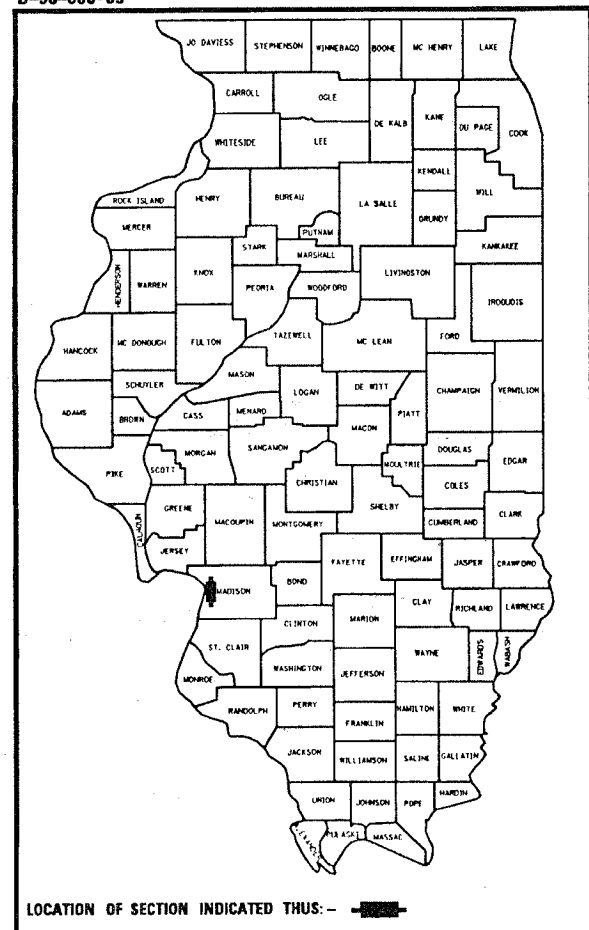 JO DAVIESS STEPHENSON WINNEBAGO BOONE MC HENRY LAKE
CARROLL OGLE DE KALB KANE DU PAGE COOK
WHITESIDE LEE
KENDALL WILL
ROCK ISLAND HENRY BUREAU LA SALLE GRUNDY
MERCER PUTNAM
STARK MARSHALL KANKAKEE
HENDERSON WARREN KNOX PEORIA WOODFORD LIVINGSTON IROQUOIS
HANCOCK MC DONOUGH FULTON TAZEWELL MC LEAN FORD
MASON
SCHUYLER LOGAN DE WITT CHAMPAIGN VERMILION
ADAMS BROWN CASS MENARD MACON PIATT
MORGAN SANGAMON DOUGLAS
PIKE SCOTT CHRISTIAN MOULTRIE COLES EDGAR
GREENE MACOUPIN MONTGOMERY SHELBY CUMBERLAND CLARK
CALHOUN JERSEY FAYETTE EFFINGHAM JASPER CRAWFORD
MADISON BOND
CLAY RICHLAND LAWRENCE
CLINTON MARION
ST. CLAIR WAYNE EDWARDS WABASH
WASHINGTON JEFFERSON
MONROE
RANDOLPH PERRY HAMILTON WHITE
FRANKLIN
JACKSON WILLIAMSON SALINE GALLATIN
UNION JOHNSON POPE HARDIN
ALEXANDER PULASKI MASSAC
LOCATION OF SECTION INDICATED THUS: -